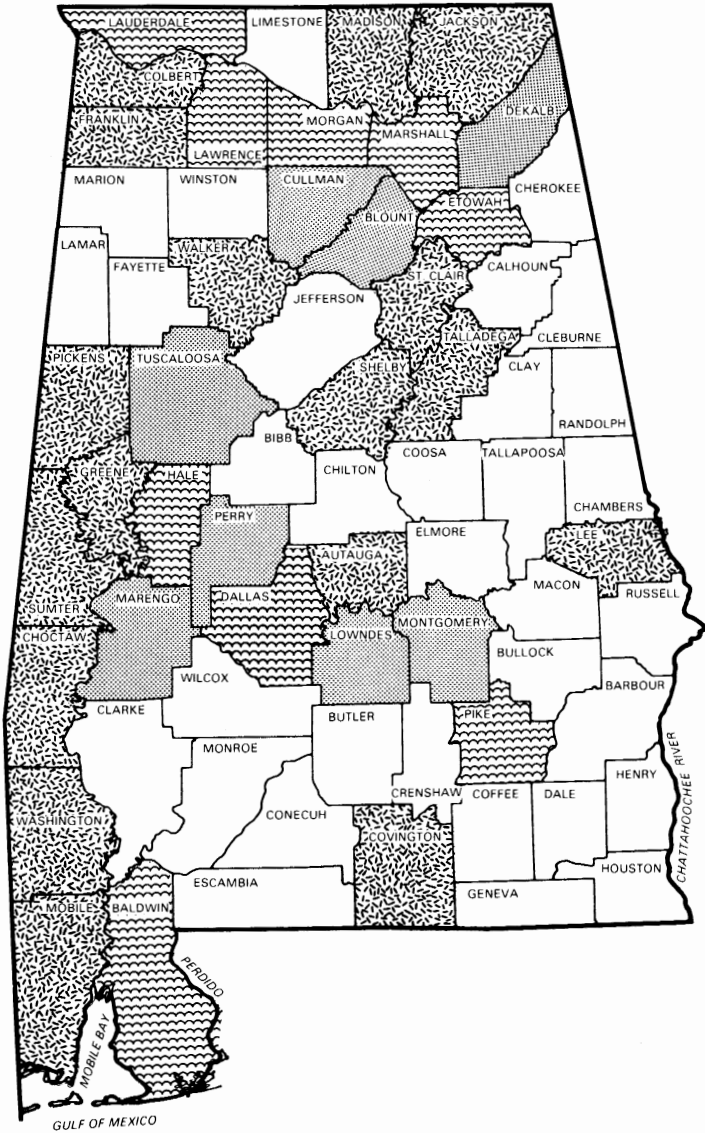 LAUDERDALE
LIMESTONE
MADISON
JACKSON
COLBERT
FRANKLIN
LAWRENCE
MORGAN
MARSHALL
DEKALB
MARION
WINSTON
CULLMAN
BLOUNT
ETOWAH
CHEROKEE
LAMAR
FAYETTE
WALKER
JEFFERSON
ST. CLAIR
CALHOUN
PICKENS
TUSCALOOSA
SHELBY
TALLADEGA
CLEBURNE
CLAY
RANDOLPH
GREENE
HALE
BIBB
CHILTON
COOSA
TALLAPOOSA
CHAMBERS
PERRY
AUTAUGA
ELMORE
LEE
SUMTER
MARENGO
DALLAS
LOWNDES
MONTGOMERY
MACON
RUSSELL
CHOCTAW
WILCOX
BULLOCK
BARBOUR
CLARKE
MONROE
BUTLER
CRENSHAW
PIKE
COFFEE
DALE
HENRY
CHATTAHOOCHEE RIVER
WASHINGTON
CONECUH
COVINGTON
HOUSTON
MOBILE
BALDWIN
ESCAMBIA
GENEVA
PERDIDO
MOBILE BAY
GULF OF MEXICO